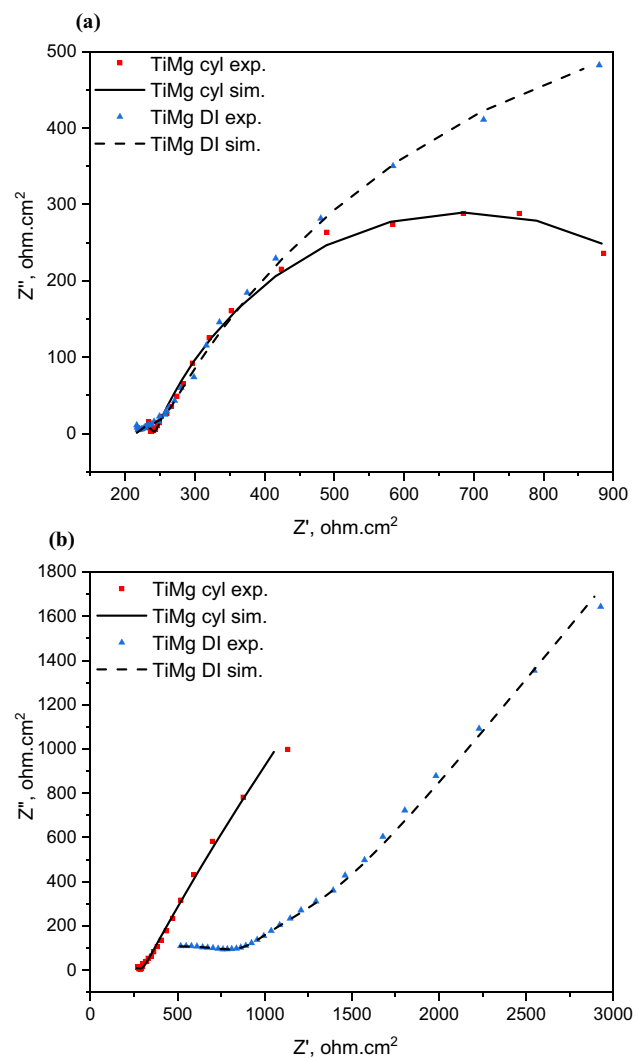 (a)
500
400
300
200
100
0
Z", ohm.cm²
TiMg cyl exp.
TiMg cyl sim.
TiMg DI exp.
TiMg DI sim.
200 300 400 500 600 700 800 900
Z', ohm.cm²
(b)
1800
1600
1400
1200
1000
800
600
400
200
0
Z", ohm.cm²
TiMg cyl exp.
TiMg cyl sim.
TiMg DI exp.
TiMg DI sim.
0 500 1000 1500 2000 2500 3000
Z', ohm.cm²